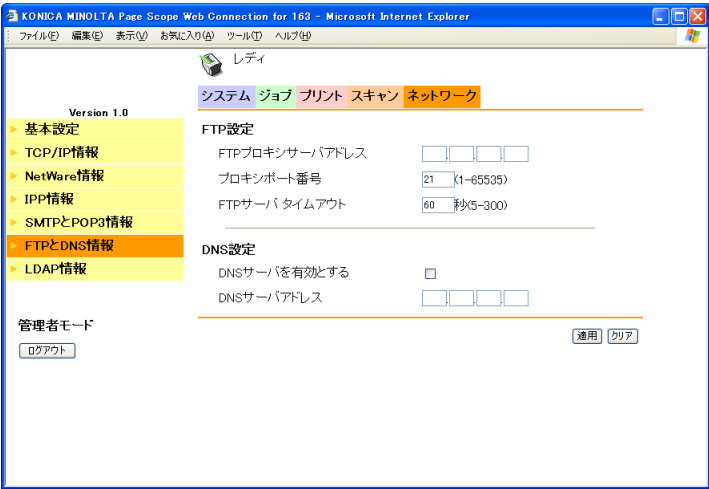 KONICA MINOLTA Page Scope Web Connection for 163 - Microsoft Internet Explorer
ファイル(F) 編集(E) 表示(V) お気に入り(A) ツール(T) ヘルプ(H)
レディ
システム ジョブ プリント スキャン ネットワーク
Version 1.0
基本設定
TCP/IP情報
NetWare情報
IPP情報
SMTPとPOP3情報
FTPとDNS情報
LDAP情報
管理者モード
ログアウト
FTP設定
FTPプロキシサーバアドレス . . .
プロキシポート番号 21 (1-65535)
FTPサーバ タイムアウト 60 秒(5-300)
DNS設定
DNSサーバを有効とする
DNSサーバアドレス . . .
適用 クリア